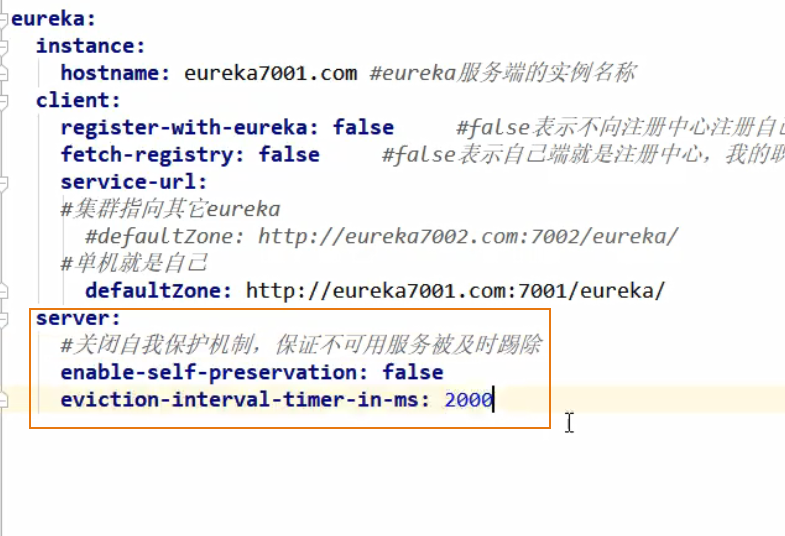 eureka:
instance:
hostname: eureka7001.com #eureka服务端的实例名称
client:
register-with-eureka: false #false表示不向注册中心注册自己
fetch-registry: false #false表示自己端就是注册中心，我的职
service-url:
#集群指向其它eureka
#defaultZone: http://eureka7002.com:7002/eureka/
#单机就是自己
defaultZone: http://eureka7001.com:7001/eureka/
server:
#关闭自我保护机制，保证不可用服务被及时踢除
enable-self-preservation: false
eviction-interval-timer-in-ms: 2000